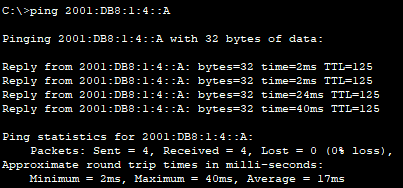 C:\>ping 2001:DB8:1:4::A
Pinging 2001:DB8:1:4::A with 32 bytes of data:
Reply from 2001:DB8:1:4::A: bytes=32 time=2ms TTL=125
Reply from 2001:DB8:1:4::A: bytes=32 time=2ms TTL=125
Reply from 2001:DB8:1:4::A: bytes=32 time=24ms TTL=125
Reply from 2001:DB8:1:4::A: bytes=32 time=40ms TTL=125
Ping statistics for 2001:DB8:1:4::A:
Packets: Sent = 4, Received = 4, Lost = 0 (0% loss),
Approximate round trip times in milli-seconds:
Minimum = 2ms, Maximum = 40ms, Average = 17ms